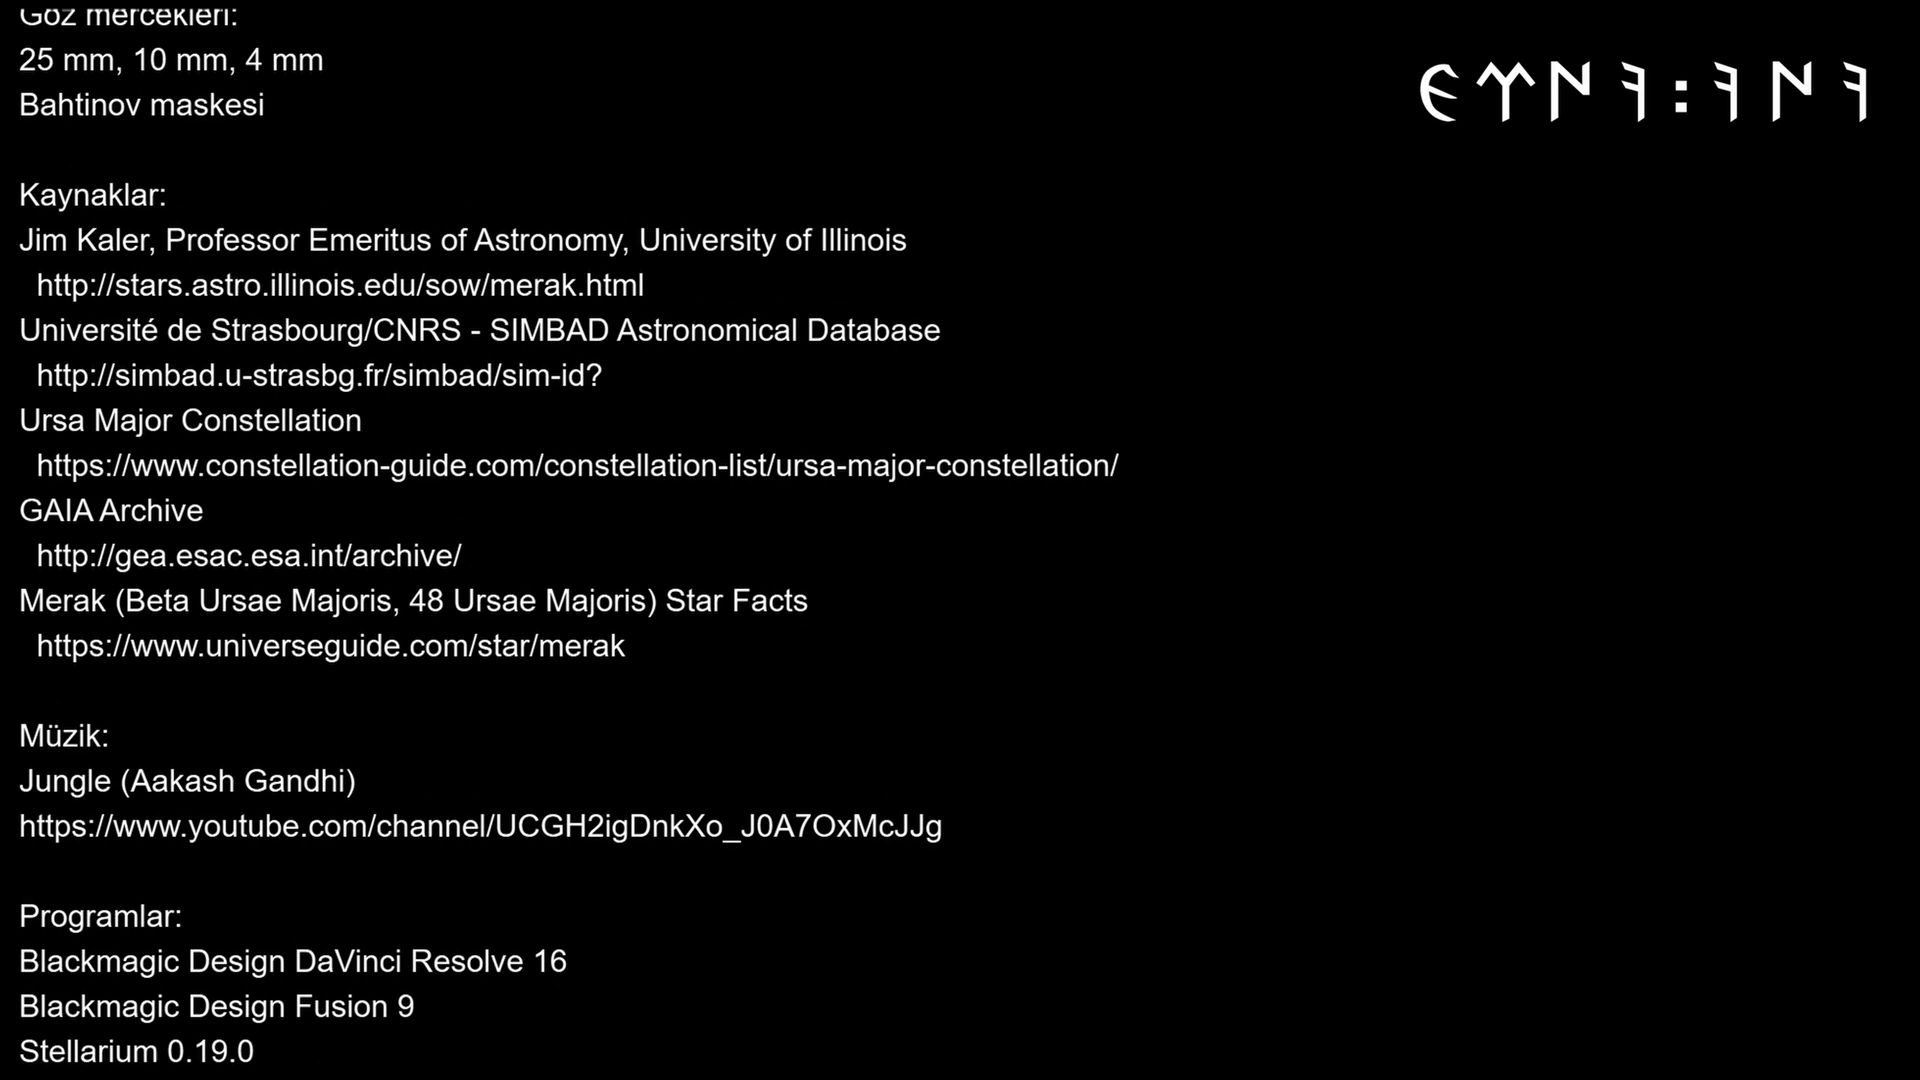 Göz mercekleri:
25 mm, 10 mm, 4 mm
Bahtinov maskesi
𐰚𐰇𐰚:𐰚𐰇𐰼𐰏
Kaynaklar:
Jim Kaler, Professor Emeritus of Astronomy, University of Illinois
http://stars.astro.illinois.edu/sow/merak.html
Université de Strasbourg/CNRS - SIMBAD Astronomical Database
http://simbad.u-strasbg.fr/simbad/sim-id?
Ursa Major Constellation
https://www.constellation-guide.com/constellation-list/ursa-major-constellation/
GAIA Archive
http://gea.esac.esa.int/archive/
Merak (Beta Ursae Majoris, 48 Ursae Majoris) Star Facts
https://www.universeguide.com/star/merak
Müzik:
Jungle (Aakash Gandhi)
https://www.youtube.com/channel/UCGH2igDnkXo_J0A7OxMcJJg
Programlar:
Blackmagic Design DaVinci Resolve 16
Blackmagic Design Fusion 9
Stellarium 0.19.0